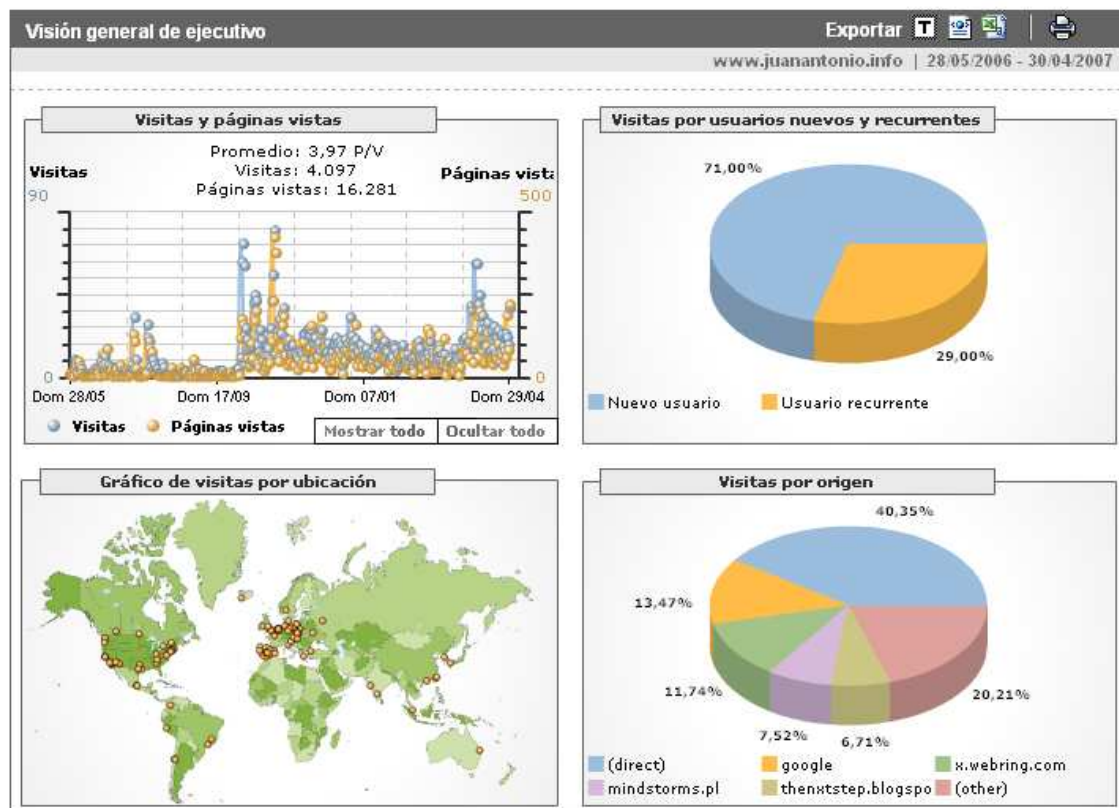 Visión general de ejecutivo
Exportar T
www.juanantonio.info | 28/05/2006 - 30/04/2007
Visitas y páginas vistas
Promedio: 3,97 P/V
Visitas: 4.097
Páginas vistas: 16.281
Visitas
Páginas vista
90
500
0
0
Dom 28/05
Dom 17/09
Dom 07/01
Dom 29/04
Visitas
Páginas vistas
Mostrar todo
Ocultar todo
Visitas por usuarios nuevos y recurrentes
71,00%
29,00%
Nuevo usuario
Usuario recurrente
Gráfico de visitas por ubicación
Visitas por origen
40,35%
13,47%
11,74%
7,52%
6,71%
20,21%
(direct)
google
x.webring.com
mindstorms.pl
thenxtstep.blogspo
(other)